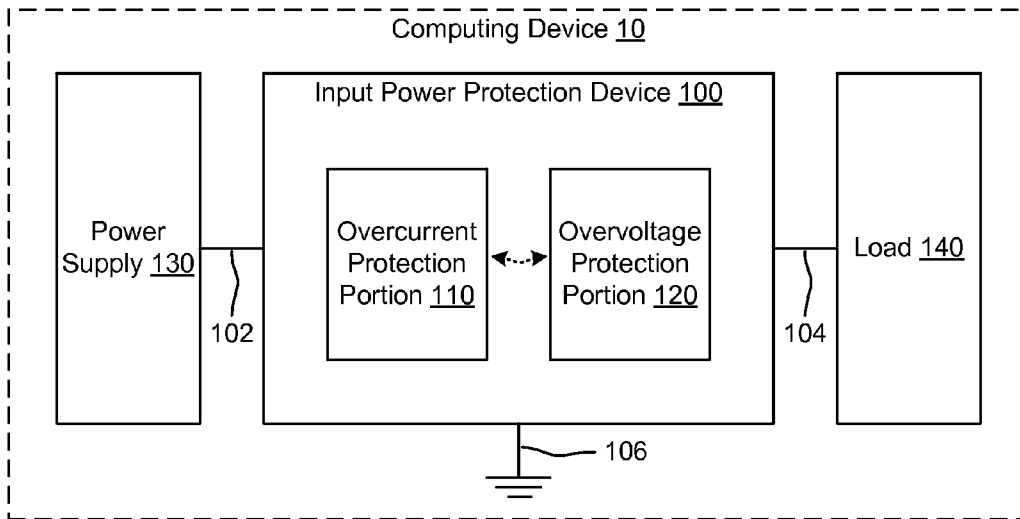 Computing Device 10
Input Power Protection Device 100
Power
Supply 130
Overcurrent
Protection
Portion 110
Overvoltage
Protection
Portion 120
Load 140
102
104
106